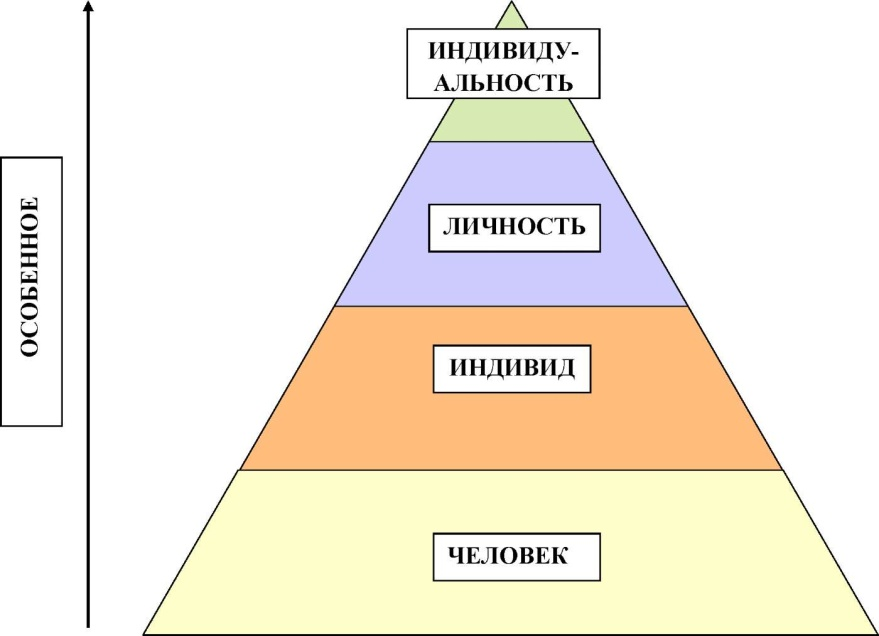 ИНДИВИДУ-
АЛЬНОСТЬ
ОСОБЕННОЕ
ЛИЧНОСТЬ
ИНДИВИД
ЧЕЛОВЕК